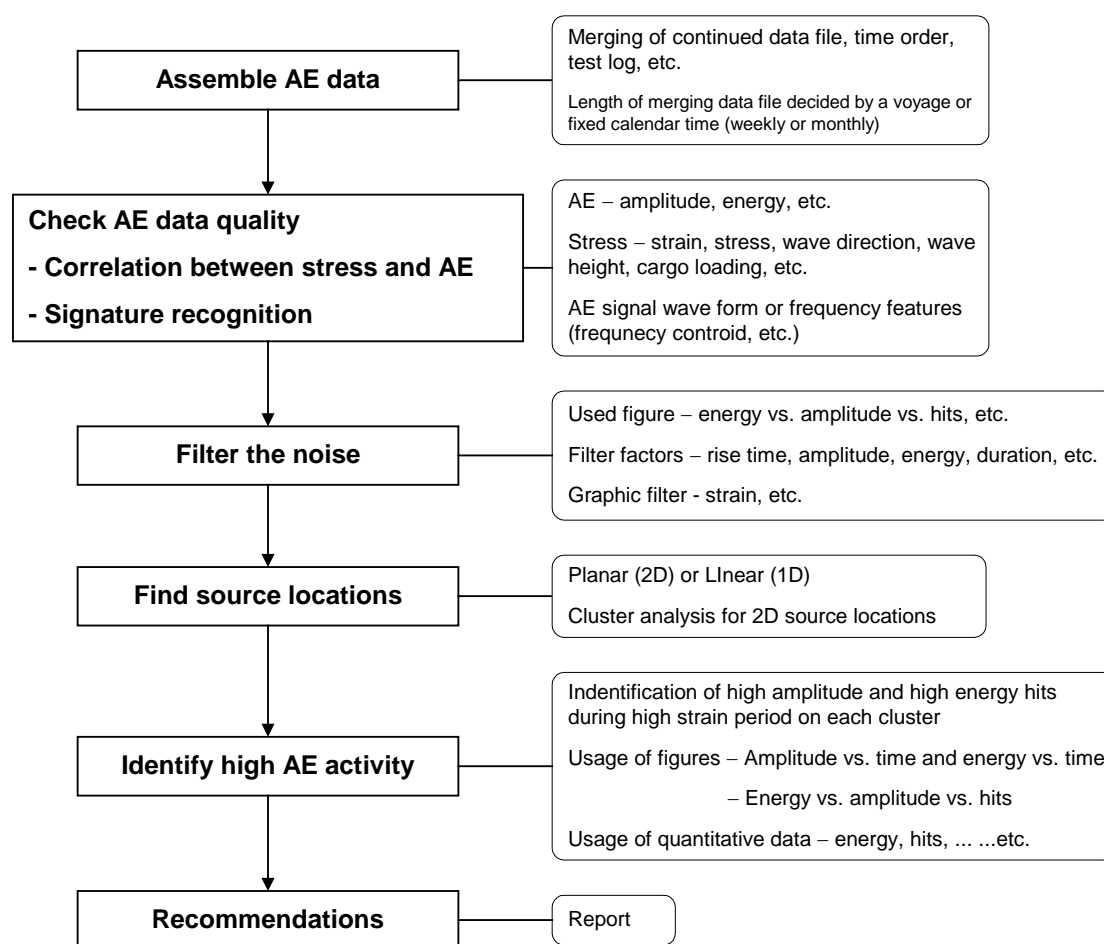 Assemble AE data
Merging of continued data file, time order,
test log, etc.
Length of merging data file decided by a voyage or
fixed calendar time (weekly or monthly)
Check AE data quality
- Correlation between stress and AE
- Signature recognition
AE – amplitude, energy, etc.
Stress – strain, stress, wave direction, wave
height, cargo loading, etc.
AE signal wave form or frequency features
(frequnecy controid, etc.)
Filter the noise
Used figure – energy vs. amplitude vs. hits, etc.
Filter factors – rise time, amplitude, energy, duration, etc.
Graphic filter - strain, etc.
Find source locations
Planar (2D) or LInear (1D)
Cluster analysis for 2D source locations
Identify high AE activity
Indentification of high amplitude and high energy hits
during high strain period on each cluster
Usage of figures – Amplitude vs. time and energy vs. time
– Energy vs. amplitude vs. hits
Usage of quantitative data – energy, hits, ... ...etc.
Recommendations
Report